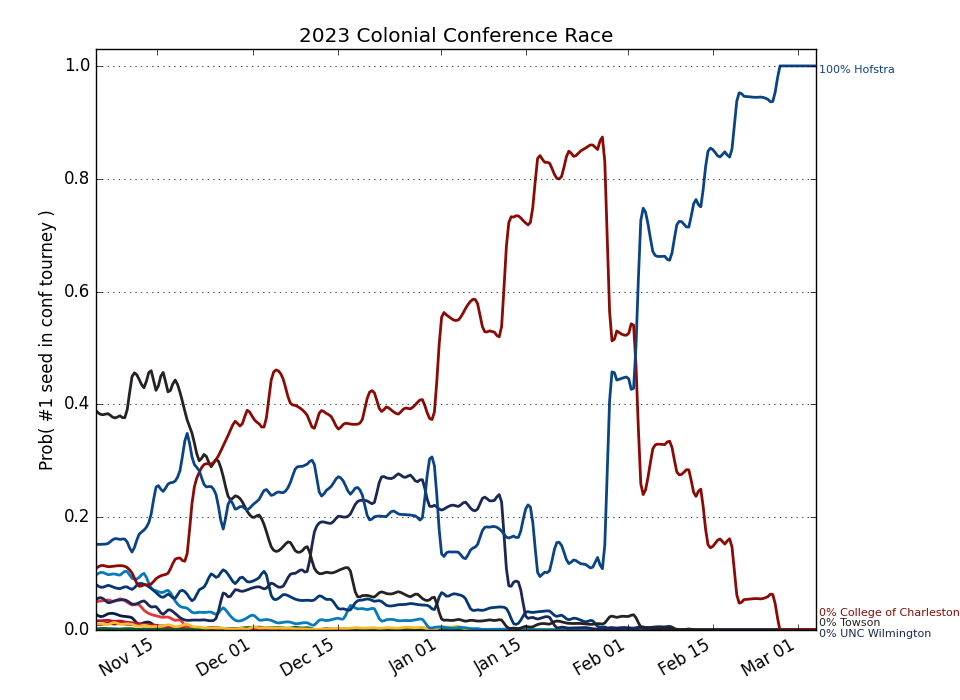 2023 Colonial Conference Race
Prob( #1 seed in conf tourney )
1.0
0.8
0.6
0.4
0.2
0.0
Nov 15
Dec 01
Dec 15
Jan 01
Jan 15
Feb 01
Feb 15
Mar 01
100% Hofstra
0% College of Charleston
0% Towson
0% UNC Wilmington